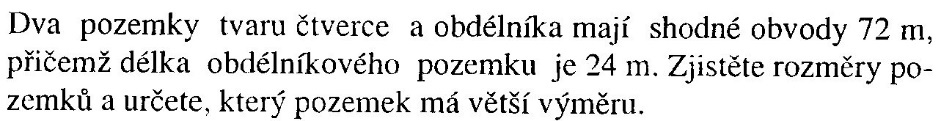 Dva pozemky tvaru čtverce a obdélníka mají shodné obvody 72 m,
přičemž délka obdélníkového pozemku je 24 m. Zjistěte rozměry po-
zemků a určete, který pozemek má větší výměru.